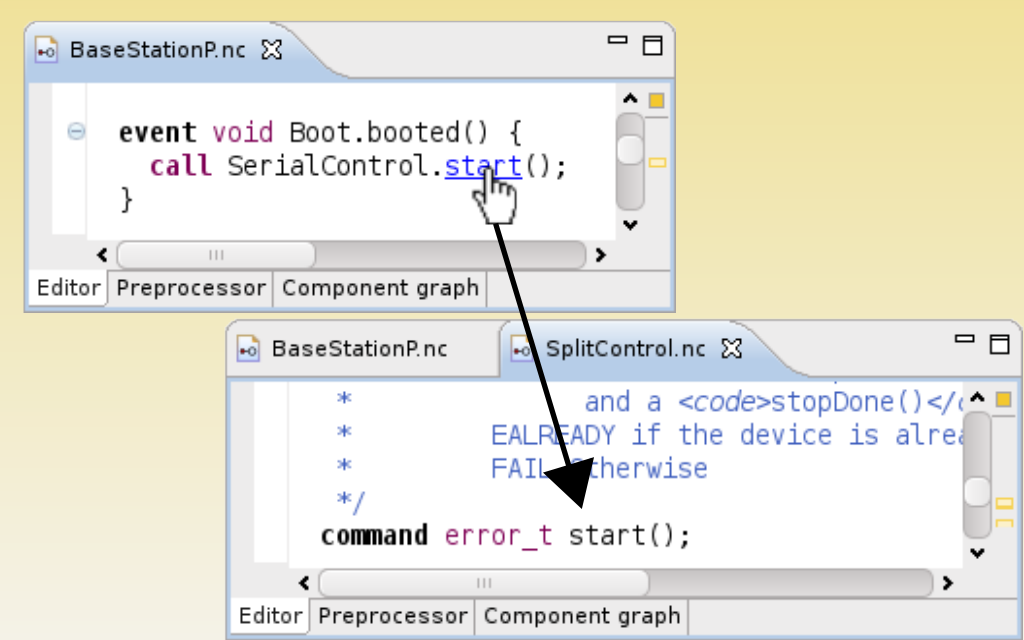 BaseStationP.nc
event void Boot.booted() {
call SerialControl.start();
}
Editor Preprocessor Component graph
BaseStationP.nc SplitControl.nc
* and a <code>stopDone()</
* EALREADY if the device is alrea
* FAIL Otherwise
*/
command error_t start();
Editor Preprocessor Component graph